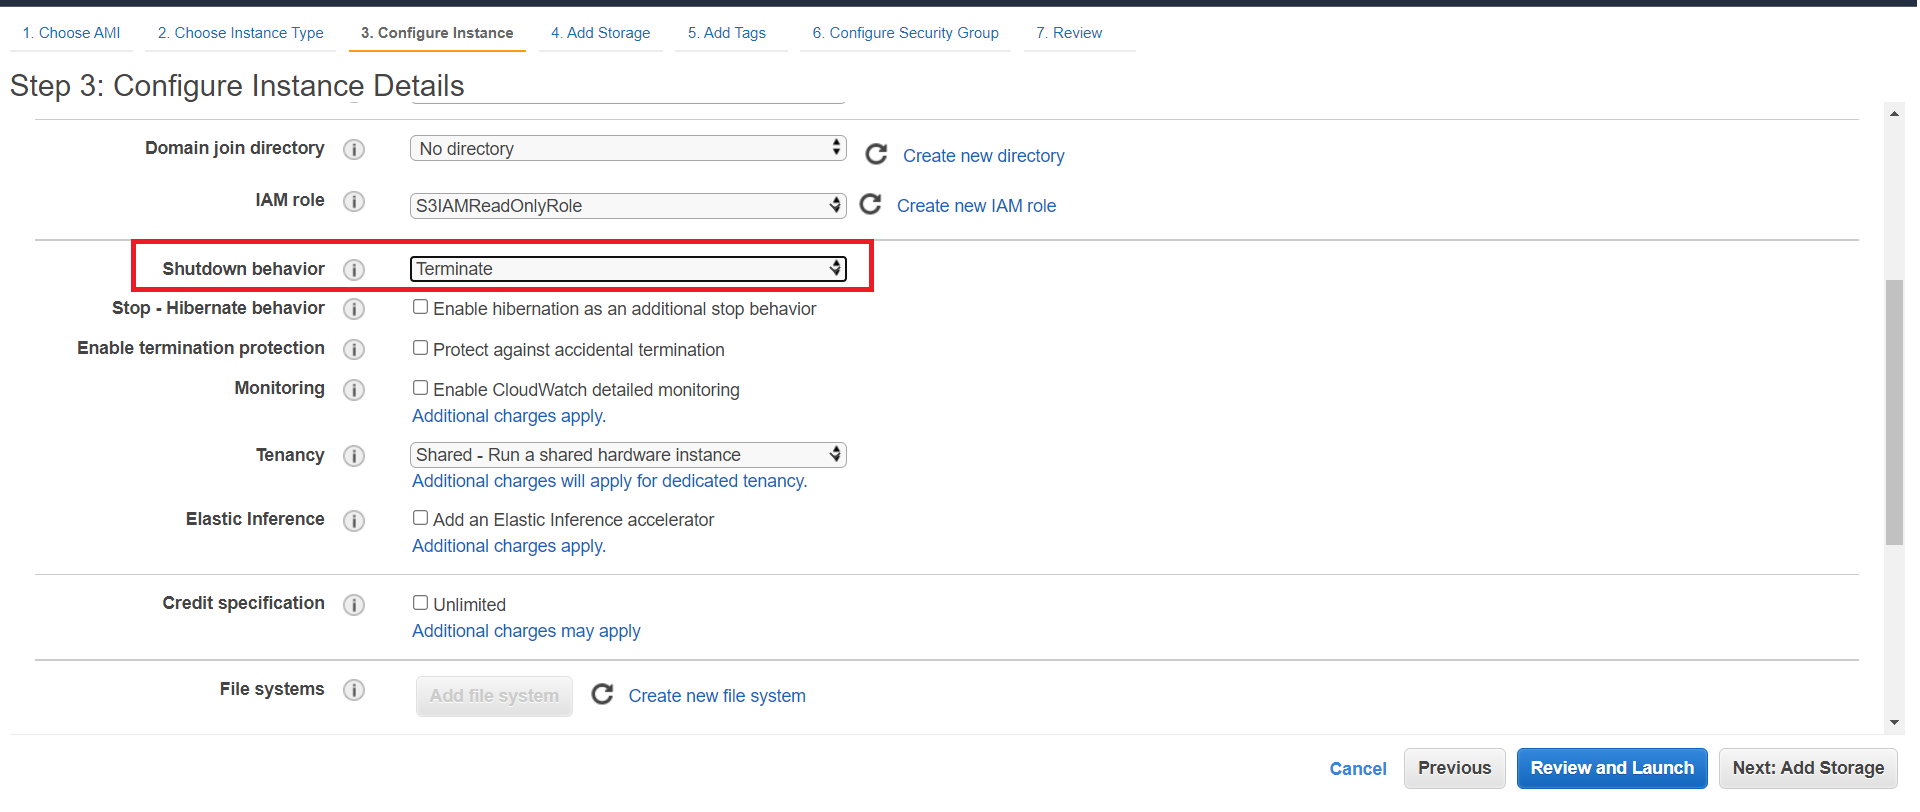 1. Choose AMI 2. Choose Instance Type 3. Configure Instance 4. Add Storage 5. Add Tags 6. Configure Security Group 7. Review
Step 3: Configure Instance Details
Domain join directory i No directory Create new directory
IAM role i S3IAMReadOnlyRole Create new IAM role
Shutdown behavior i Terminate
Stop - Hibernate behavior i Enable hibernation as an additional stop behavior
Enable termination protection i Protect against accidental termination
Monitoring i Enable CloudWatch detailed monitoring
Additional charges apply.
Tenancy i Shared - Run a shared hardware instance
Additional charges will apply for dedicated tenancy.
Elastic Inference i Add an Elastic Inference accelerator
Additional charges apply.
Credit specification i Unlimited
Additional charges may apply
File systems i Add file system Create new file system
Cancel Previous Review and Launch Next: Add Storage